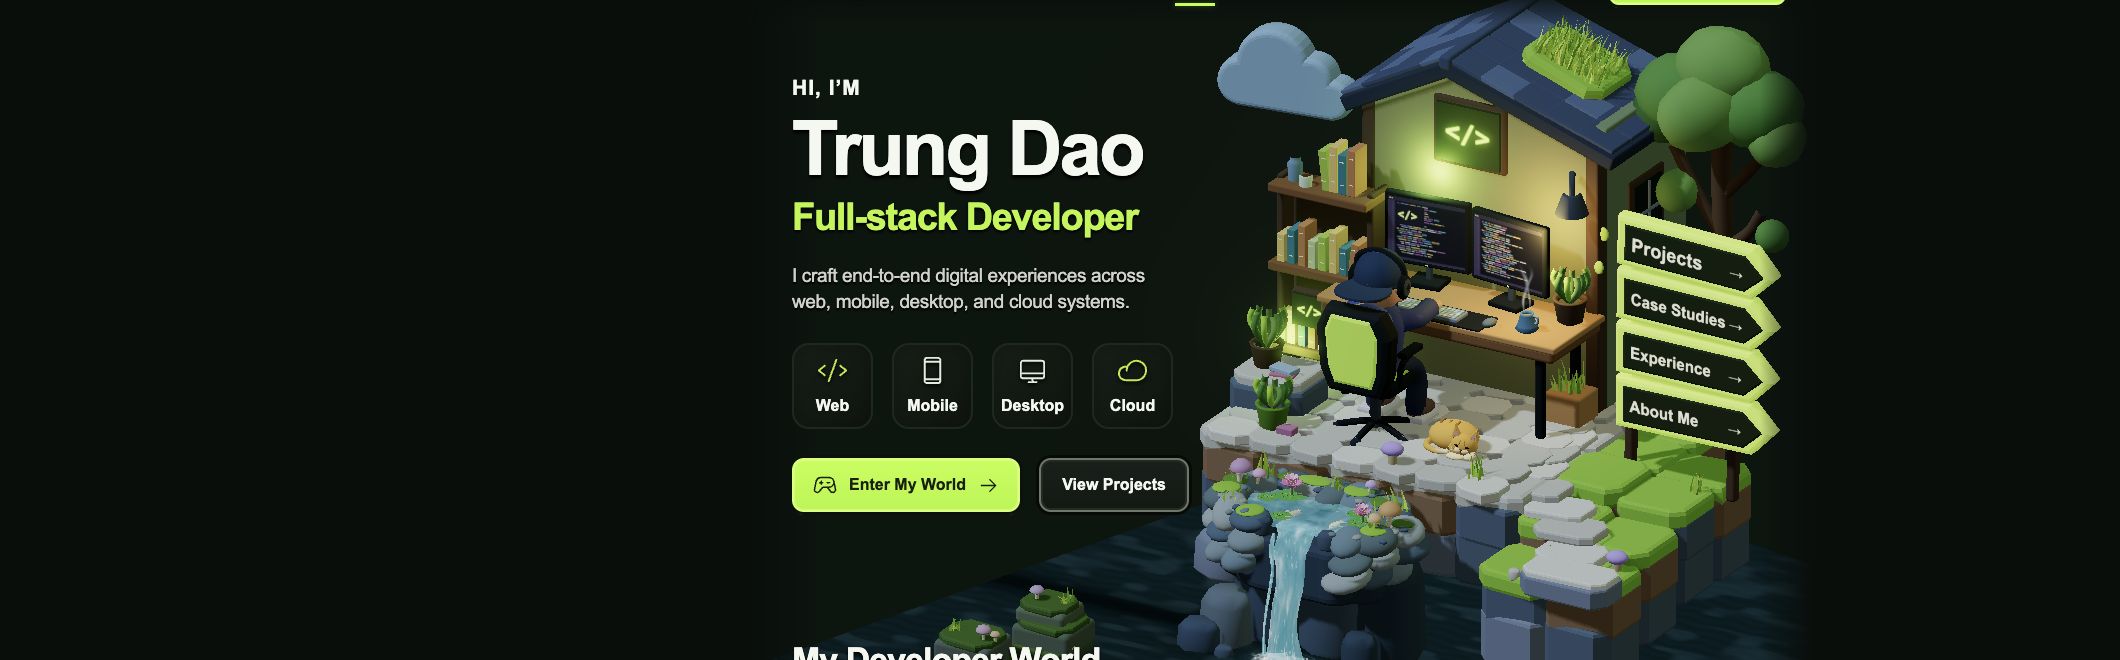 HI, I’M
Trung Dao
Full-stack Developer
I craft end-to-end digital experiences across
web, mobile, desktop, and cloud systems.
</> Web
Mobile
Desktop
Cloud
Enter My World →
View Projects
</>
</>
</>
Projects →
Case Studies →
Experience →
About Me →
My Developer World